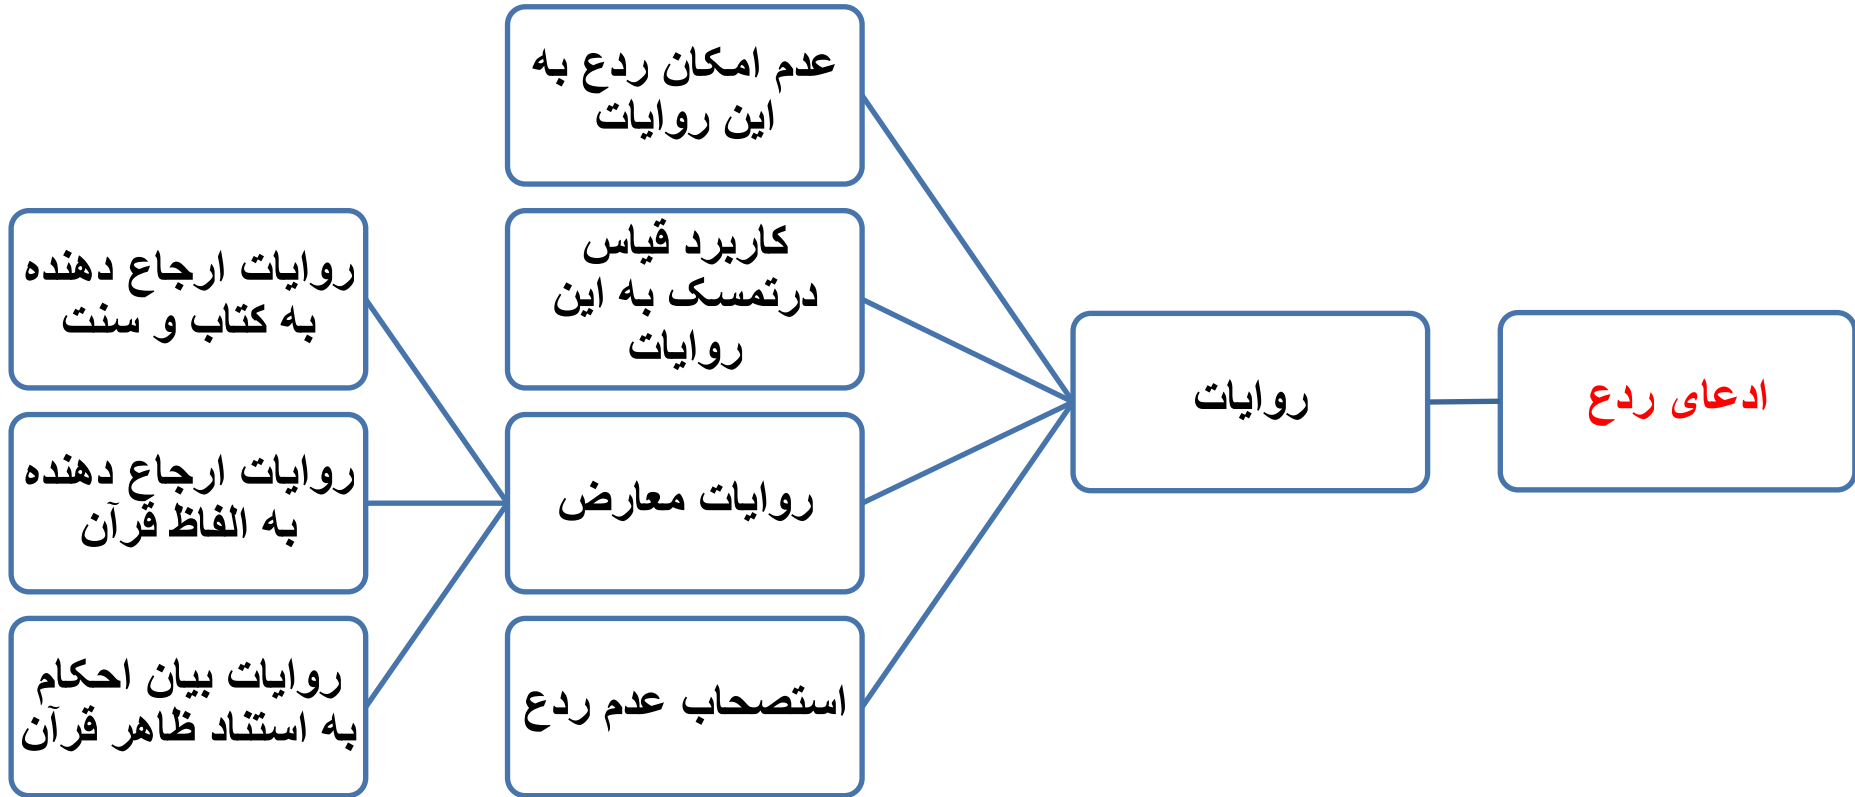 ادعای ردع
روایات
عدم امکان ردع به
این روایات
کاربرد قیاس
درتمسک به این
روایات
روایات معارض
استصحاب عدم ردع
روایات ارجاع دهنده
به کتاب و سنت
روایات ارجاع دهنده
به الفاظ قرآن
روایات بیان احکام
به استناد ظاهر قرآن